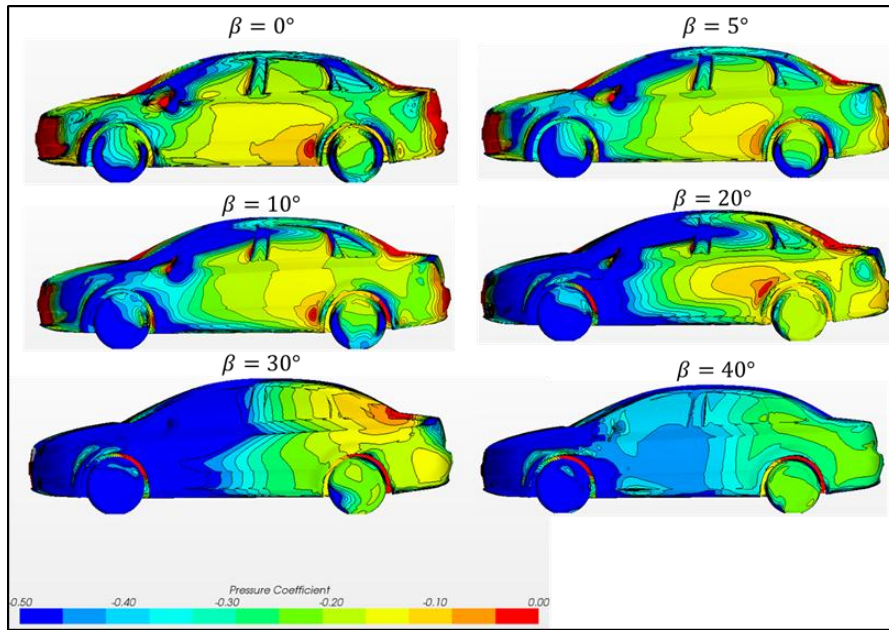 β = 0°
β = 5°
β = 10°
β = 20°
β = 30°
β = 40°
Pressure Coefficient
-0.50 -0.40 -0.30 -0.20 -0.10 0.00